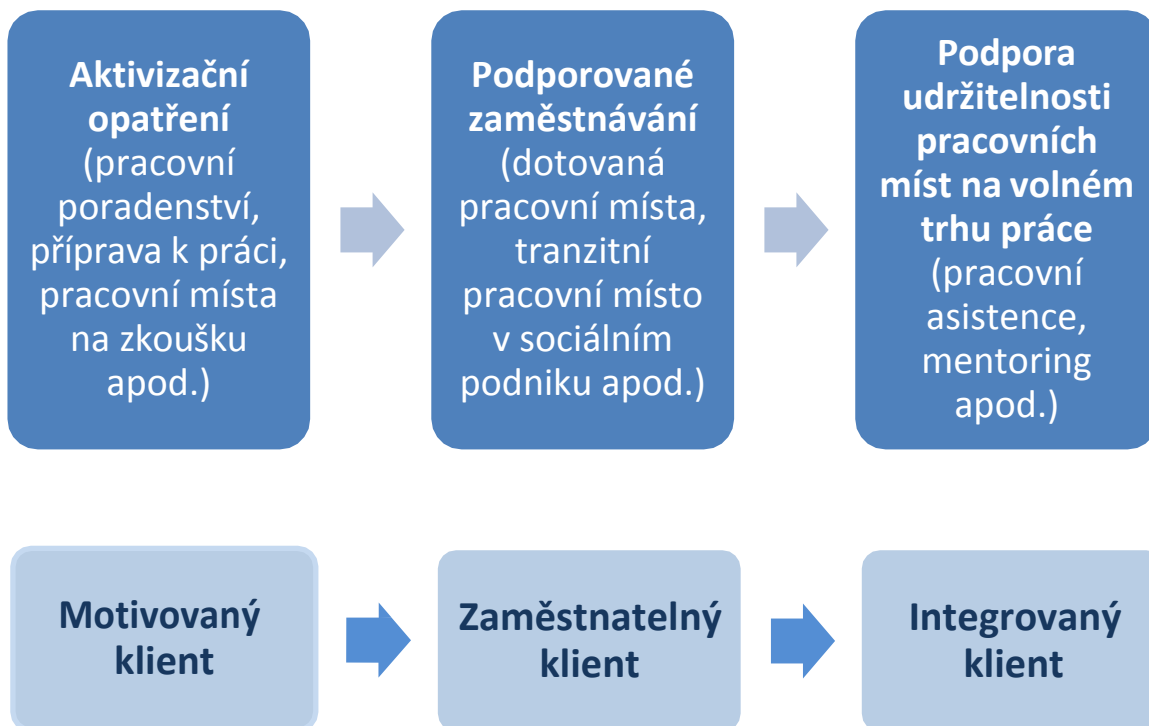 Aktivizační
opatření
(pracovní
poradenství,
příprava k práci,
pracovní místa
na zkoušku
apod.)
Podporované
zaměstnávání
(dotovaná
pracovní místa,
tranzitní
pracovní místo
v sociálním
podniku apod.)
Podpora
udržitelnosti
pracovních
míst na volném
trhu práce
(pracovní
asistence,
mentoring
apod.)
Motivovaný
klient
Zaměstnatelný
klient
Integrovaný
klient